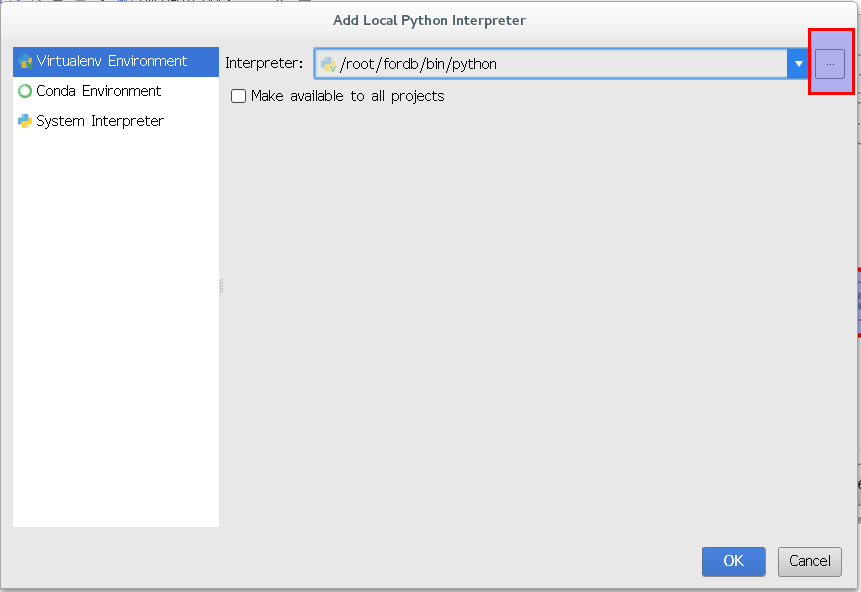 Add Local Python Interpreter
Virtualenv Environment
Conda Environment
System Interpreter
Interpreter: /root/fordb/bin/python ...
Make available to all projects
OK Cancel